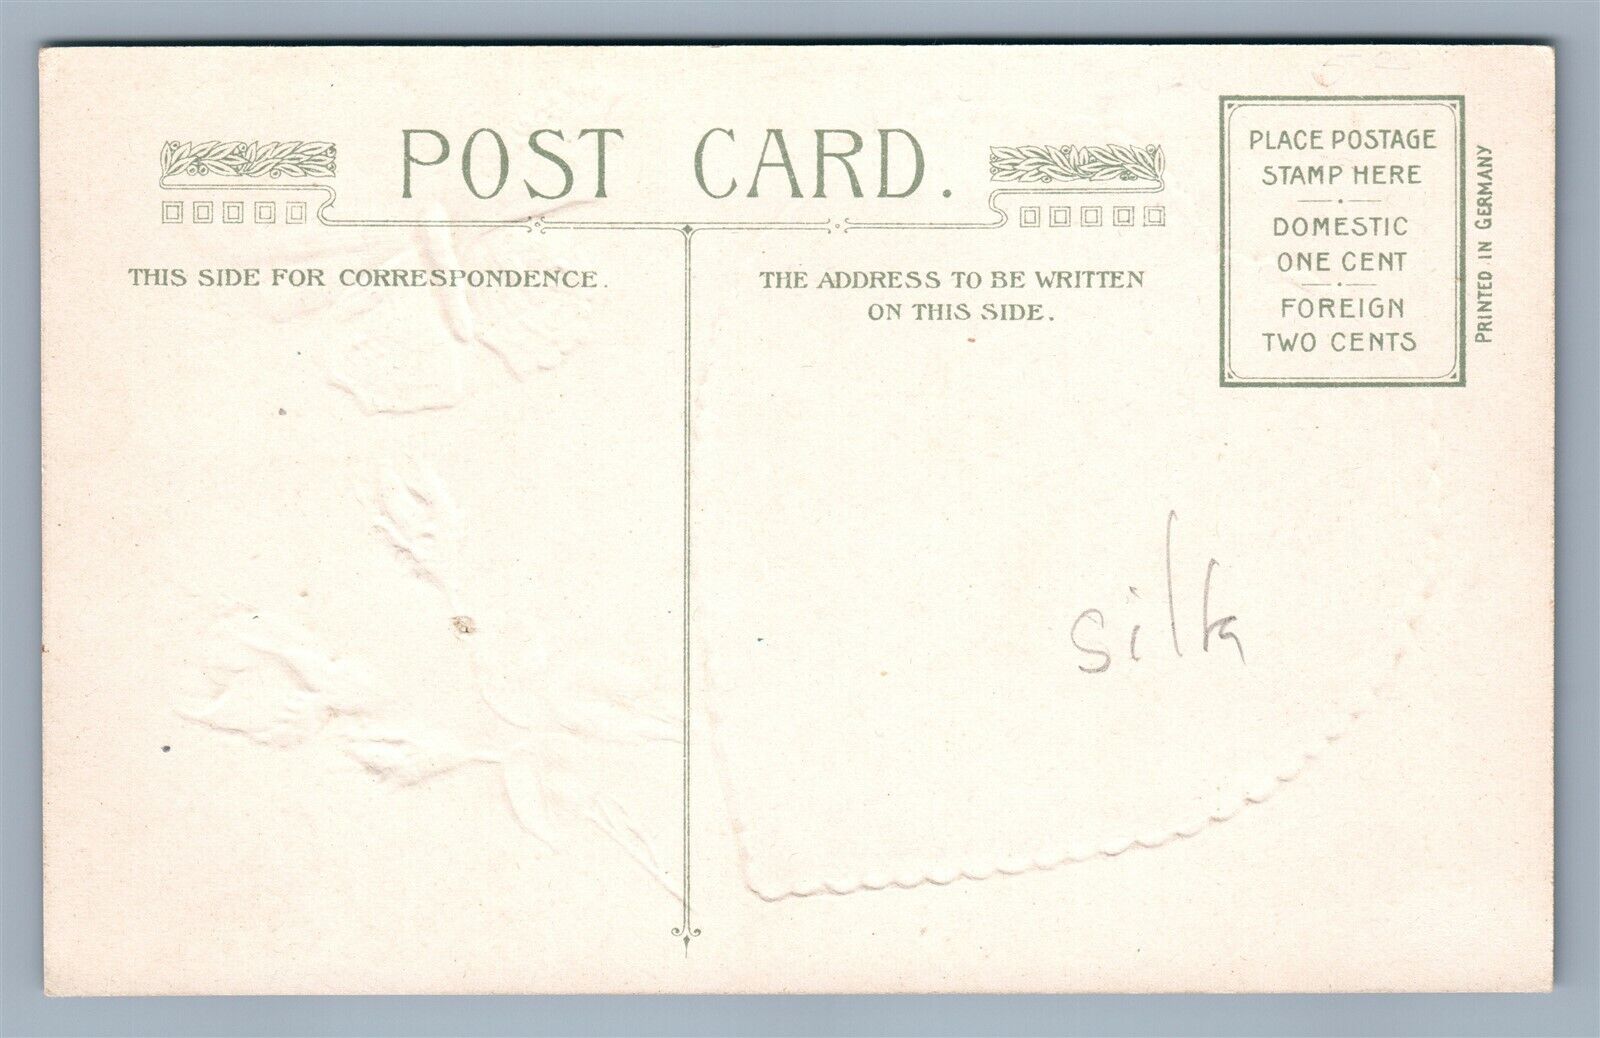 POST CARD.
THIS SIDE FOR CORRESPONDENCE.
THE ADDRESS TO BE WRITTEN
ON THIS SIDE.
PLACE POSTAGE
STAMP HERE
DOMESTIC
ONE CENT
FOREIGN
TWO CENTS
PRINTED IN GERMANY
silk